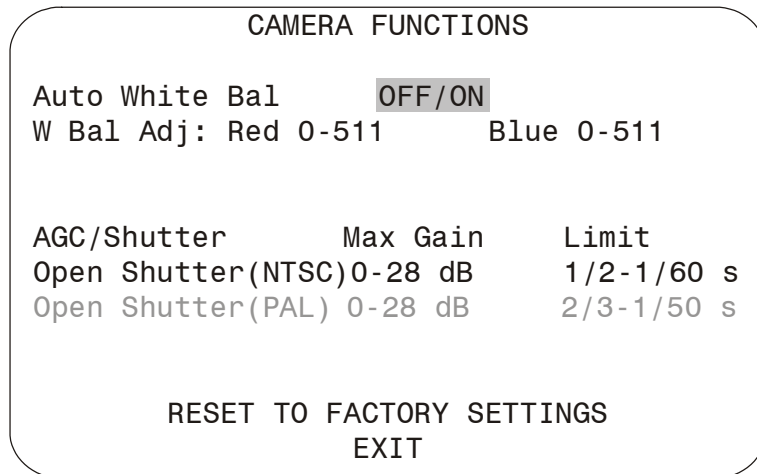 CAMERA FUNCTIONS
Auto White Bal OFF/ON
W Bal Adj: Red 0-511 Blue 0-511
AGC/Shutter Max Gain Limit
Open Shutter(NTSC)0-28 dB 1/2-1/60 s
Open Shutter(PAL) 0-28 dB 2/3-1/50 s
RESET TO FACTORY SETTINGS
EXIT